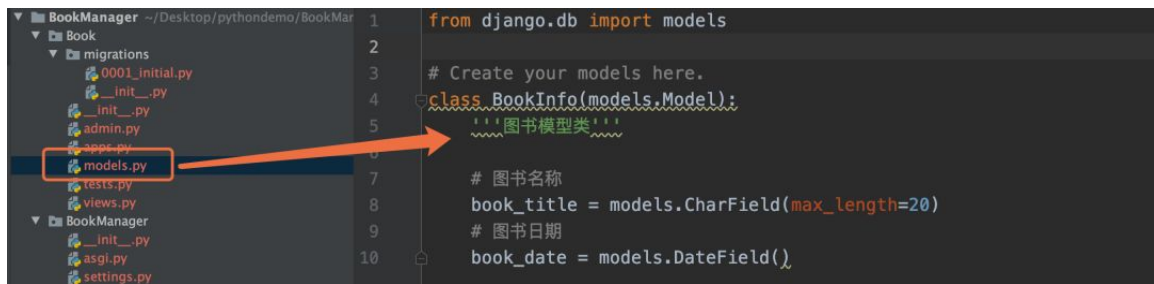 BookManager ~/Desktop/pythondemo/BookMar
Book
migrations
0001_initial.py
__init__.py
__init__.py
admin.py
apps.py
models.py
tests.py
views.py
BookManager
__init__.py
asgi.py
settings.py
1 from django.db import models
2
3 # Create your models here.
4 class BookInfo(models.Model):
5 '''图书模型类'''
6
7 # 图书名称
8 book_title = models.CharField(max_length=20)
9 # 图书日期
10 book_date = models.DateField()